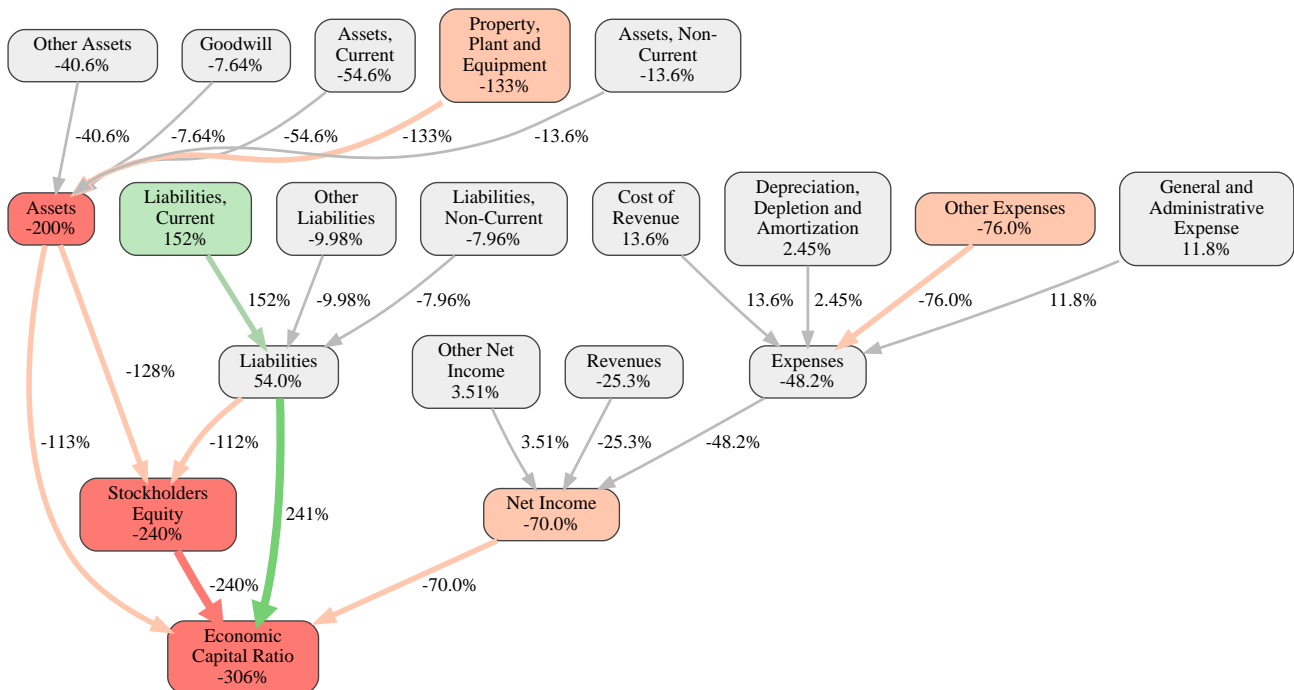 Other Assets
-40.6%
Goodwill
-7.64%
Assets,
Current
-54.6%
Property,
Plant and
Equipment
-133%
Assets, Non-
Current
-13.6%
-40.6%
-7.64%
-54.6%
-133%
-13.6%
Assets
-200%
Liabilities,
Current
152%
Other
Liabilities
-9.98%
Liabilities,
Non-Current
-7.96%
Cost of
Revenue
13.6%
Depreciation,
Depletion and
Amortization
2.45%
Other Expenses
-76.0%
General and
Administrative
Expense
11.8%
152%
-9.98%
-7.96%
13.6%
2.45%
-76.0%
11.8%
Liabilities
54.0%
Other Net
Income
3.51%
Revenues
-25.3%
Expenses
-48.2%
-128%
-113%
-112%
3.51%
-25.3%
-48.2%
Stockholders
Equity
-240%
241%
Net Income
-70.0%
-240%
-70.0%
Economic
Capital Ratio
-306%